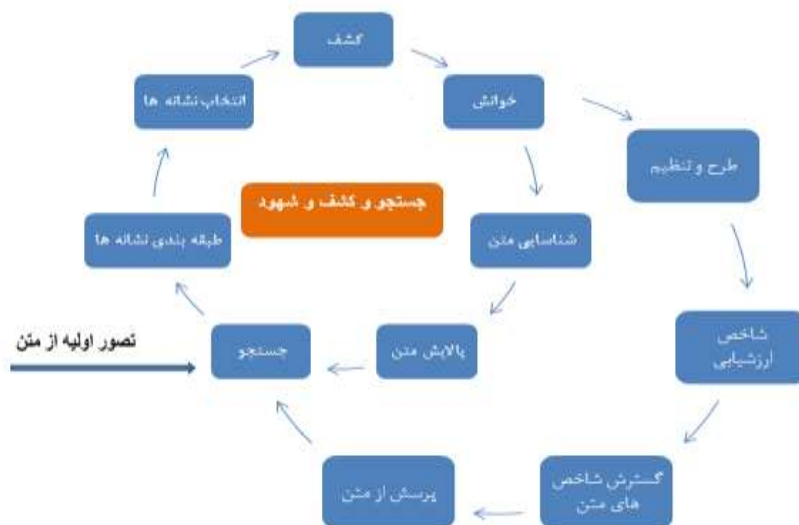 کشف
انتخاب نشانه ها
خوانش
طرح و تنظیم
جستجو و کشف و شهود
طبقه بندی نشانه ها
شناسایی متن
تصور اولیه از متن
جستجو
پالایش متن
شاخص
ارزشیابی
پرسش از متن
گسترش شاخص
های متن